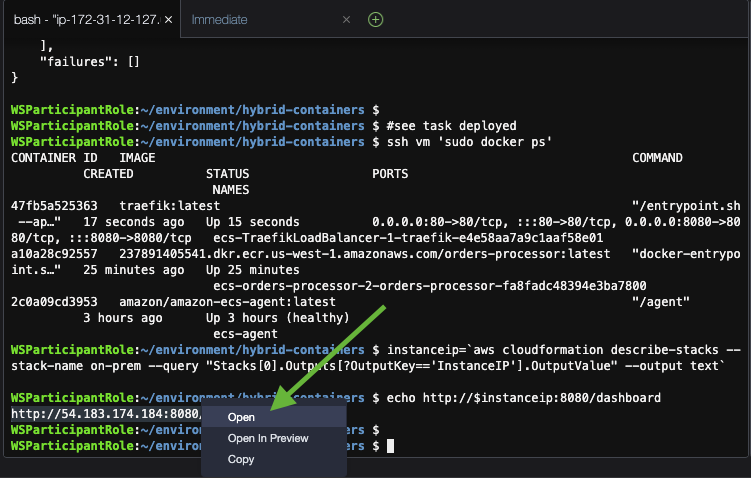 bash - "ip-172-31-12-127. × Immediate × +
],
"failures": []
}
WSParticipantRole:~/environment/hybrid-containers $
WSParticipantRole:~/environment/hybrid-containers $ #see task deployed
WSParticipantRole:~/environment/hybrid-containers $ ssh vm 'sudo docker ps'
CONTAINER ID IMAGE COMMAND
CREATED STATUS PORTS
NAMES
47fb5a525363 traefik:latest "/entrypoint.sh
--ap…" 17 seconds ago Up 15 seconds 0.0.0.0:80->80/tcp, :::80->80/tcp, 0.0.0.0:8080->80
80/tcp, :::8080->8080/tcp ecs-TraefikLoadBalancer-1-traefik-e4e58aa7a9c1aaf58e01
a10a28c92557 237891405541.dkr.ecr.us-west-1.amazonaws.com/orders-processor:latest "docker-entrypo
int.s…" 25 minutes ago Up 25 minutes
ecs-orders-processor-2-orders-processor-fa8fadc48394e3ba7800
2c0a09cd3953 amazon/amazon-ecs-agent:latest "/agent"
3 hours ago Up 3 hours (healthy)
ecs-agent
WSParticipantRole:~/environment/hybrid-containers $ instanceip=`aws cloudformation describe-stacks --
stack-name on-prem --query "Stacks[0].Outputs[?OutputKey=='InstanceIP'].OutputValue" --output text`
WSParticipantRole:~/environment/hybrid-containers $ echo http://$instanceip:8080/dashboard
http://54.183.174.184:8080/
WSParticipantRole:~/ $
WSParticipantRole:~/ $
Open
Open In Preview
Copy